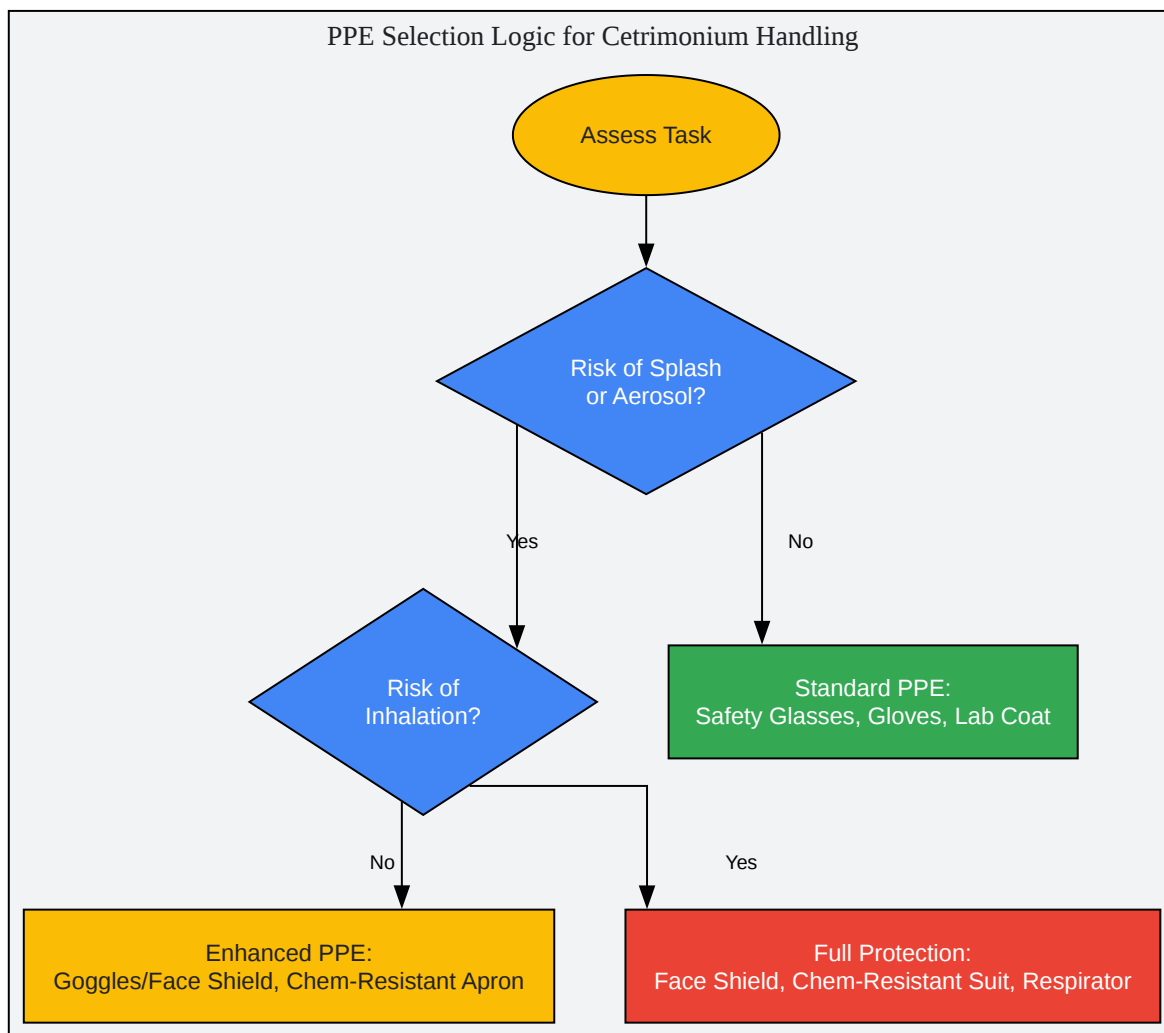 PPE Selection Logic for Cetrimonium Handling
Assess Task
Risk of Splash
or Aerosol?
Yes
No
Risk of
Inhalation?
Standard PPE:
Safety Glasses, Gloves, Lab Coat
No
Yes
Enhanced PPE:
Goggles/Face Shield, Chem-Resistant Apron
Full Protection:
Face Shield, Chem-Resistant Suit, Respirator